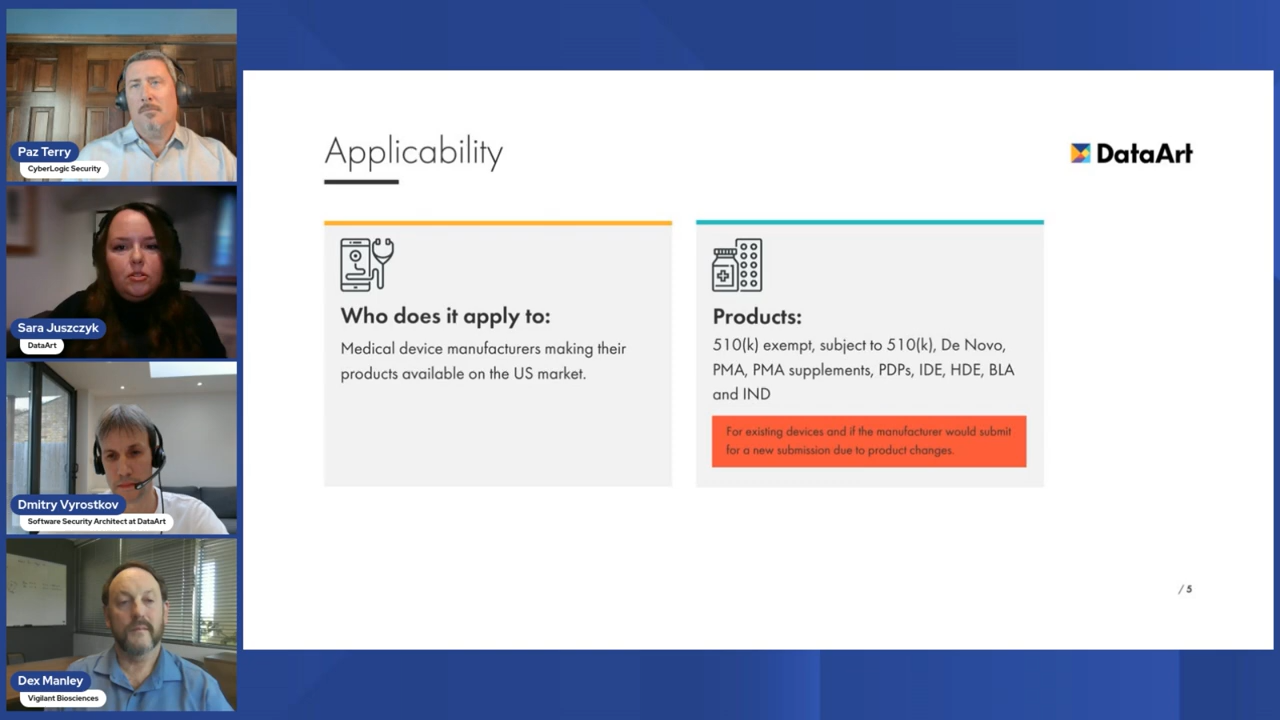 Paz Terry
CyberLogic Security
Sara Juszczyk
DataArt
Dmitry Vyrostkov
Software Security Architect at DataArt
Dex Manley
Vigilant Biosciences
Applicability
DataArt
Who does it apply to:
Medical device manufacturers making their
products available on the US market.
Products:
510(k) exempt, subject to 510(k), De Novo,
PMA, PMA supplements, PDPs, IDE, HDE, BLA
and IND
For existing devices and if the manufacturer would submit
for a new submission due to product changes.
/ 5